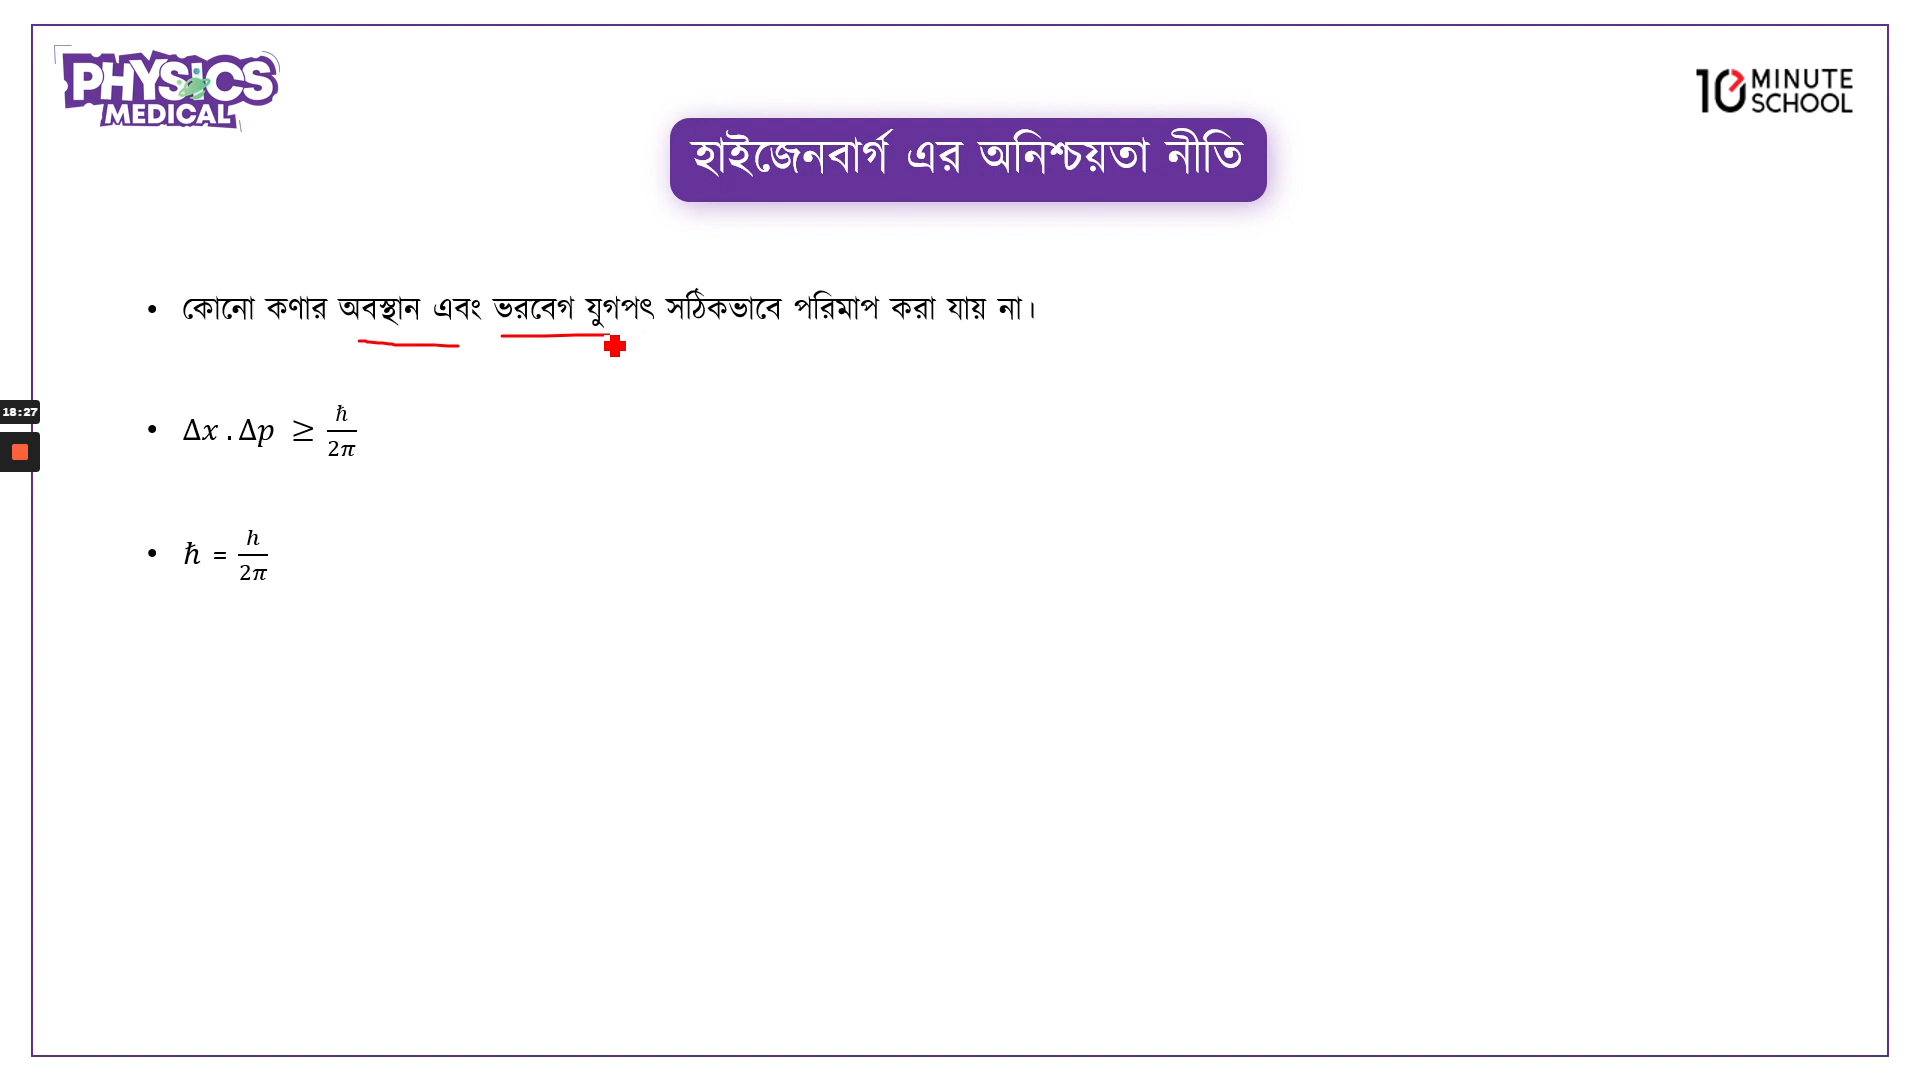 PHYSICS
MEDICAL
10 MINUTE
SCHOOL
হাইজেনবার্গ এর অনিশ্চয়তা নীতি
• কোনো কণার অবস্থান এবং ভরবেগ যুগপৎ সঠিকভাবে পরিমাপ করা যায় না।
18:27
• Δx . Δp ≥ ℏ/2π
• ℏ = h/2π